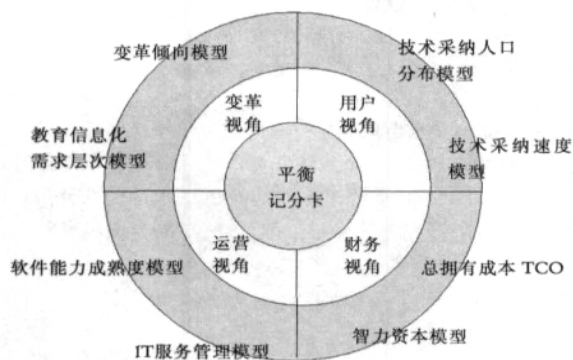 变革倾向模型
技术采纳人口
分布模型
变革
视角
用户
视角
教育信息化
需求层次模型
技术采纳速度
模型
平衡
记分卡
运营
视角
财务
视角
软件能力成熟度模型
总拥有成本 TCO
智力资本模型
IT服务管理模型